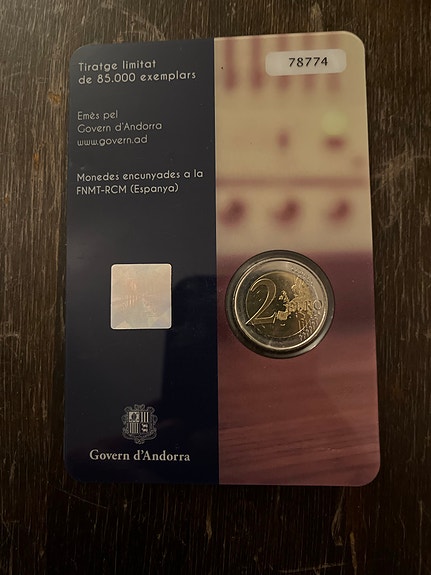 Tiratge limitat
de 85.000 exemplars
78774
Emès pel
Govern d'Andorra
www.govern.ad
Monedes encunyades a la
FNMT-RCM (Espanya)
2 EURO
Govern d'Andorra